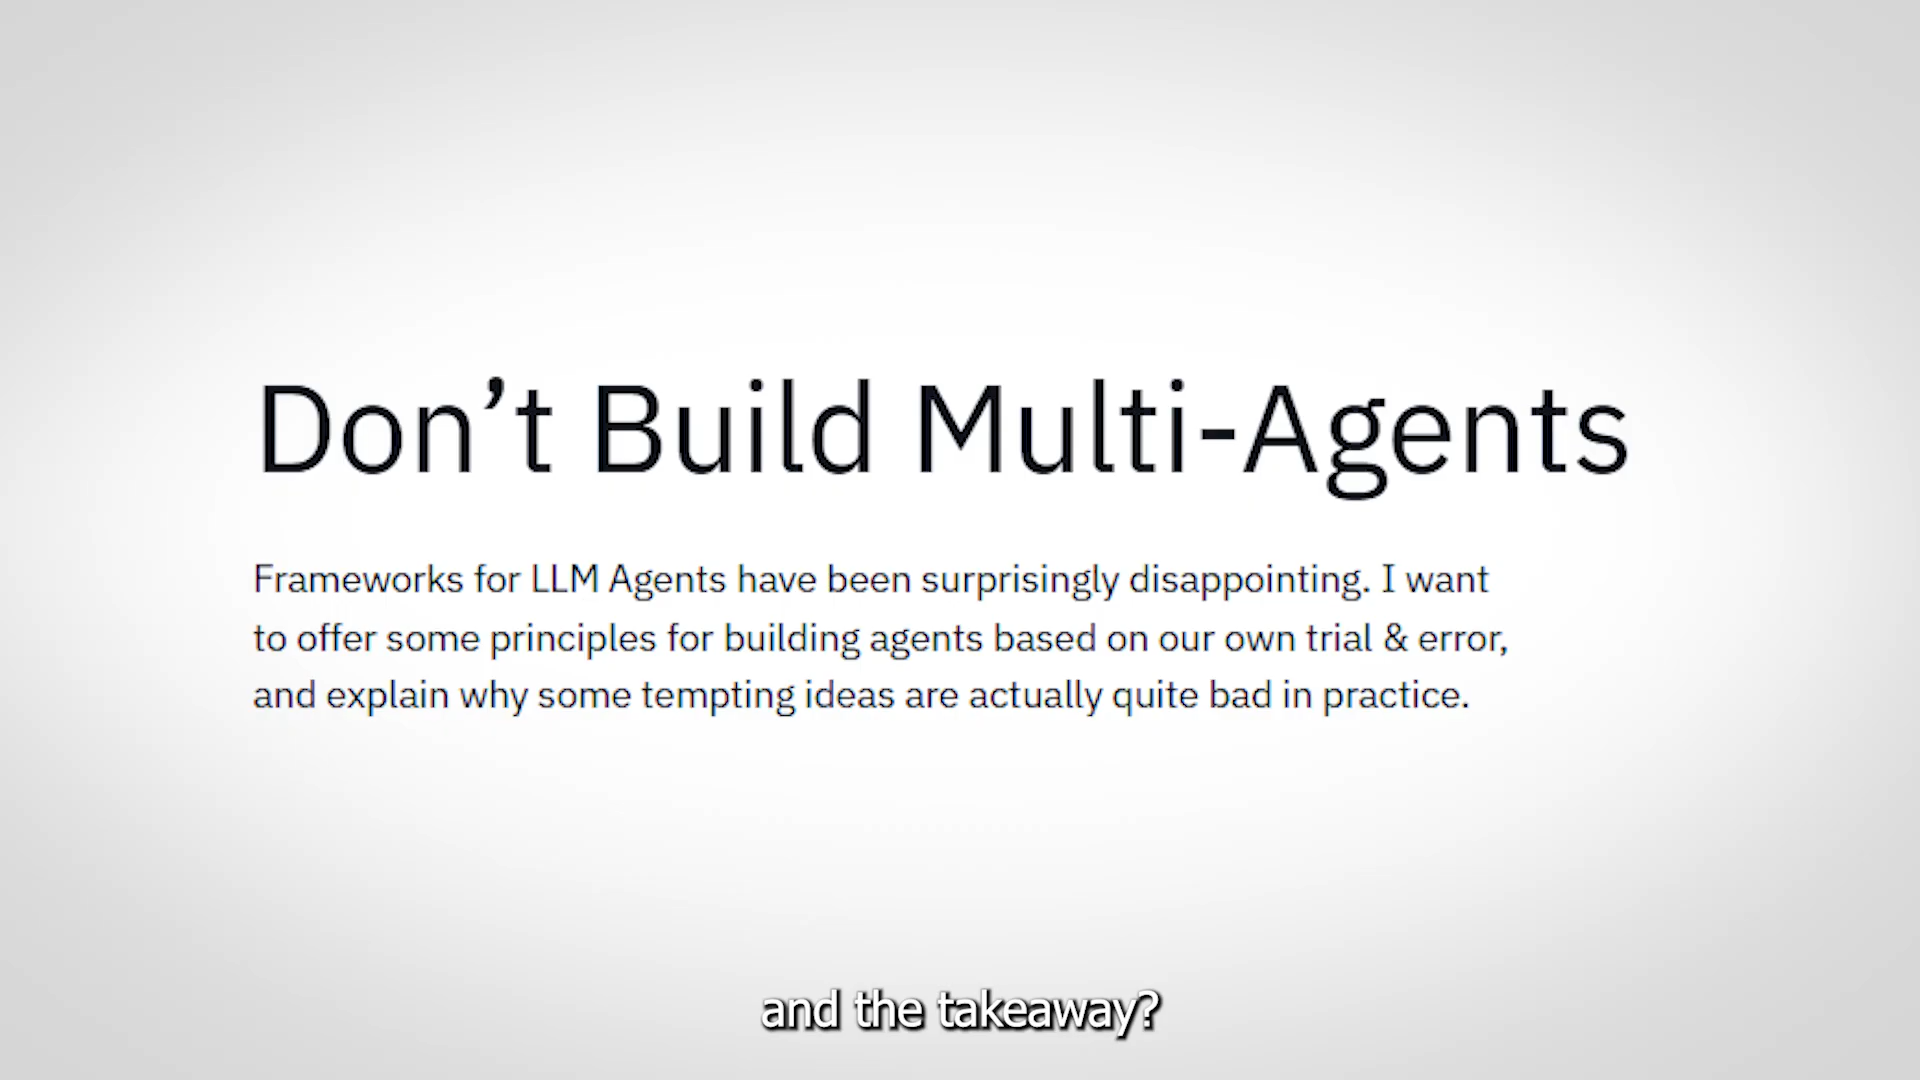 Don’t Build Multi-Agents
Frameworks for LLM Agents have been surprisingly disappointing. I want
to offer some principles for building agents based on our own trial & error,
and explain why some tempting ideas are actually quite bad in practice.
and the takeaway?